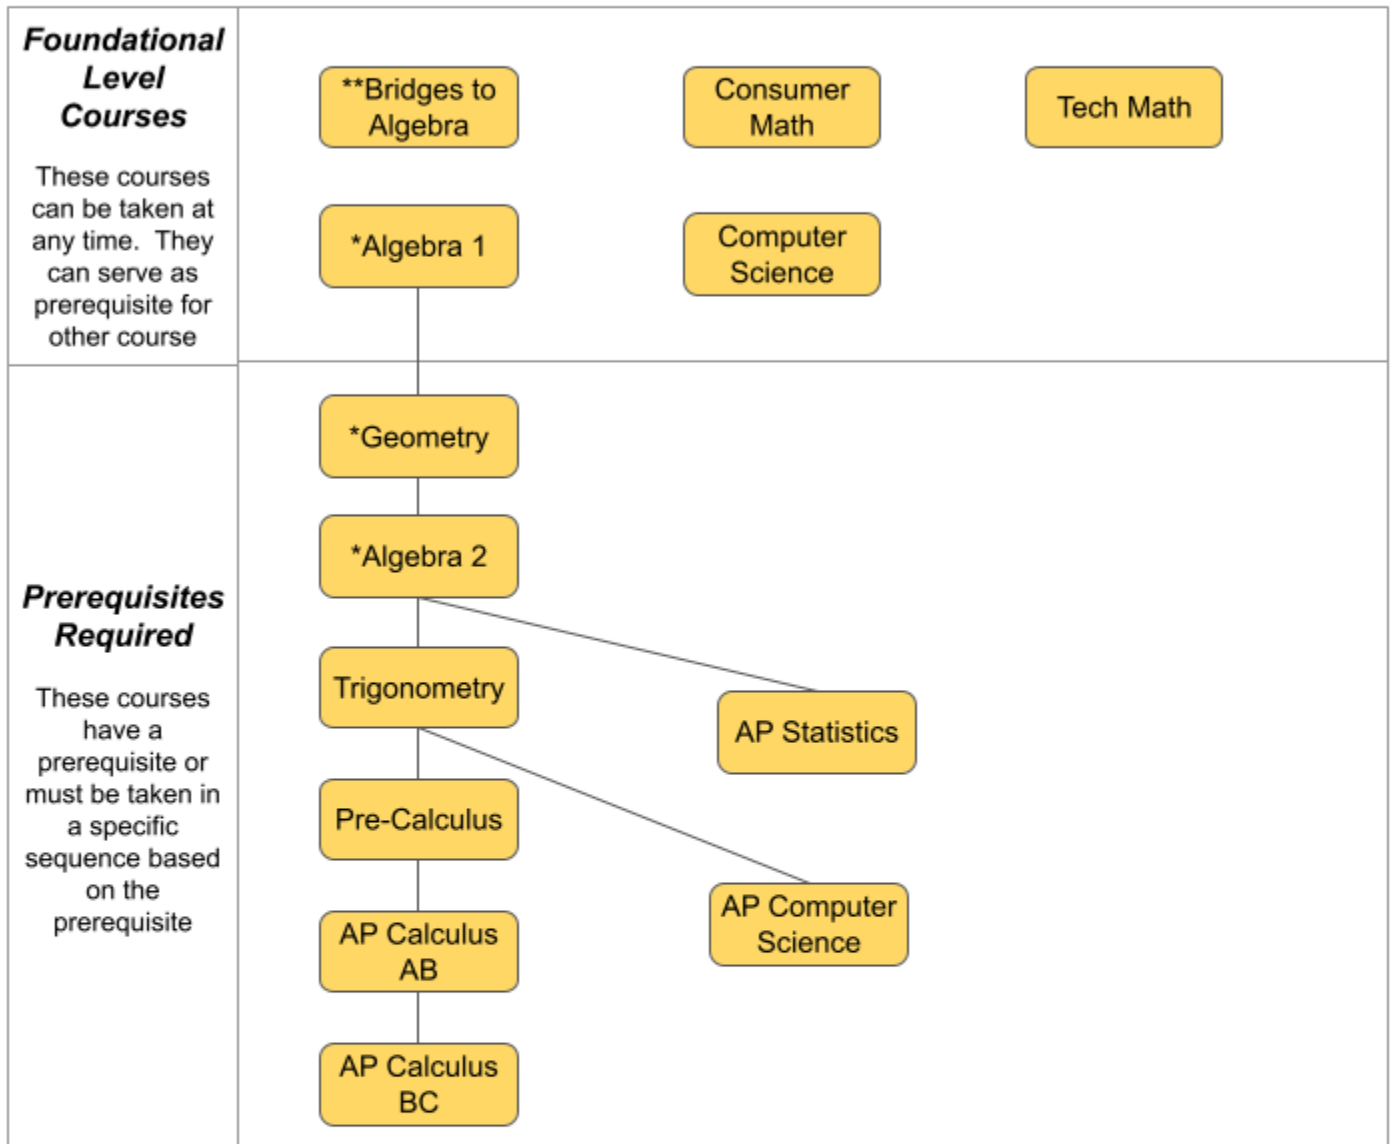 Foundational
Level
Courses
These courses
can be taken at
any time. They
can serve as
prerequisite for
other course
**Bridges to
Algebra
Consumer
Math
Tech Math
*Algebra 1
Computer
Science
Prerequisites
Required
These courses
have a
prerequisite or
must be taken in
a specific
sequence based
on the
prerequisite
*Geometry
*Algebra 2
Trigonometry
AP Statistics
Pre-Calculus
AP Computer
Science
AP Calculus
AB
AP Calculus
BC